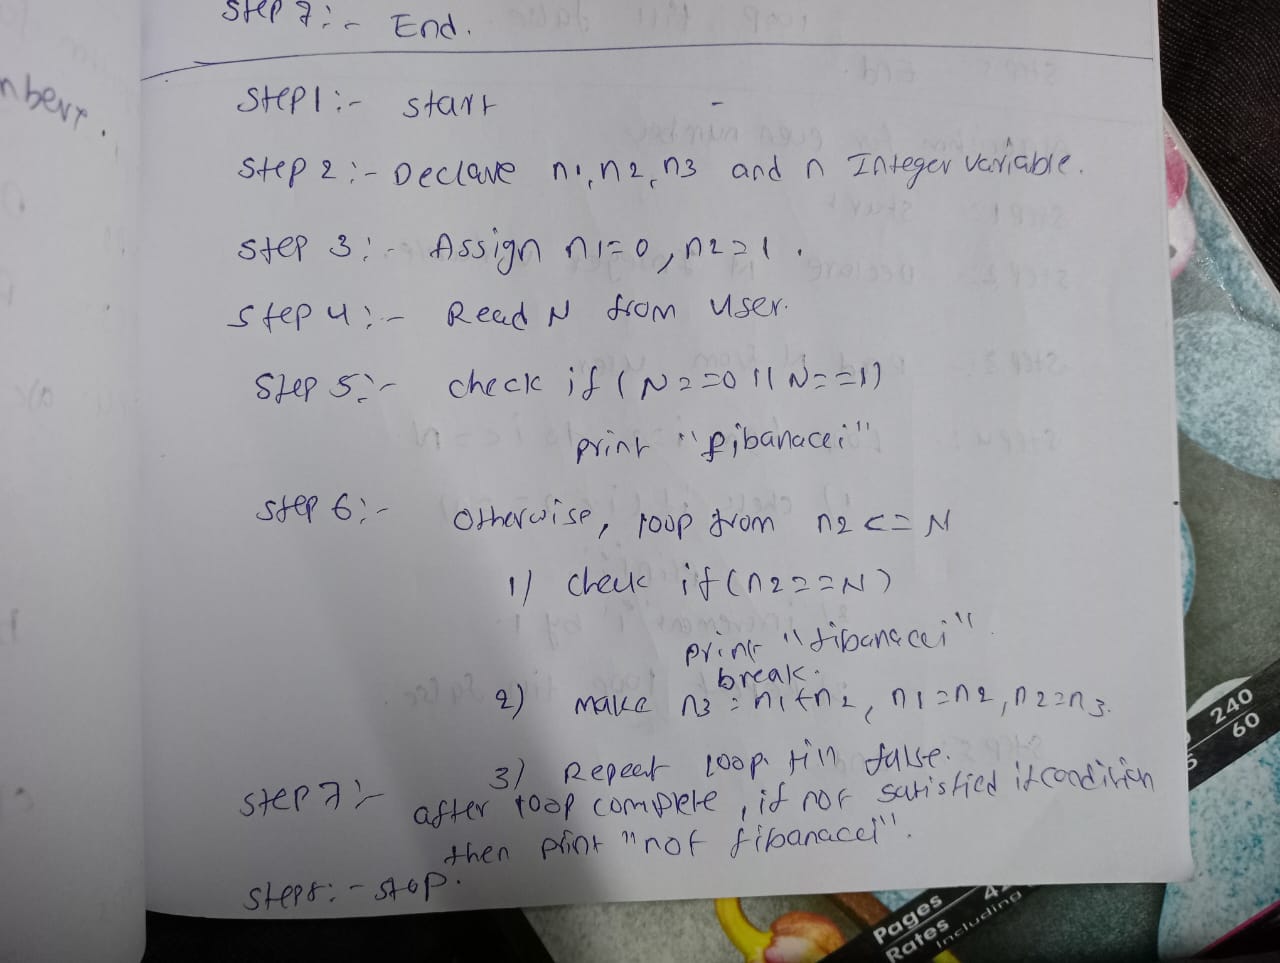 Step 7:- End.
nberr.
Step1:- start
Step 2:- Declare n1, n2, n3 and n Integer variable.
Step 3:- Assign n1=0, n2=1.
Step 4:- Read N from user.
Step 5:- check if (N==0 || N==1)
print "fibanacci"
Step 6:- Otherwise, loop from n2 <= N
1) check if(n2==N)
print "fibanacci"
break.
2) make n3=n1+n2, n1=n2, n2=n3.
3) Repeat loop till false.
Step 7:- after loop complete, if not satisfied if condition
then print "not fibanacci".
Step8:- stop.
240
60
5
Pages
Rates
Including